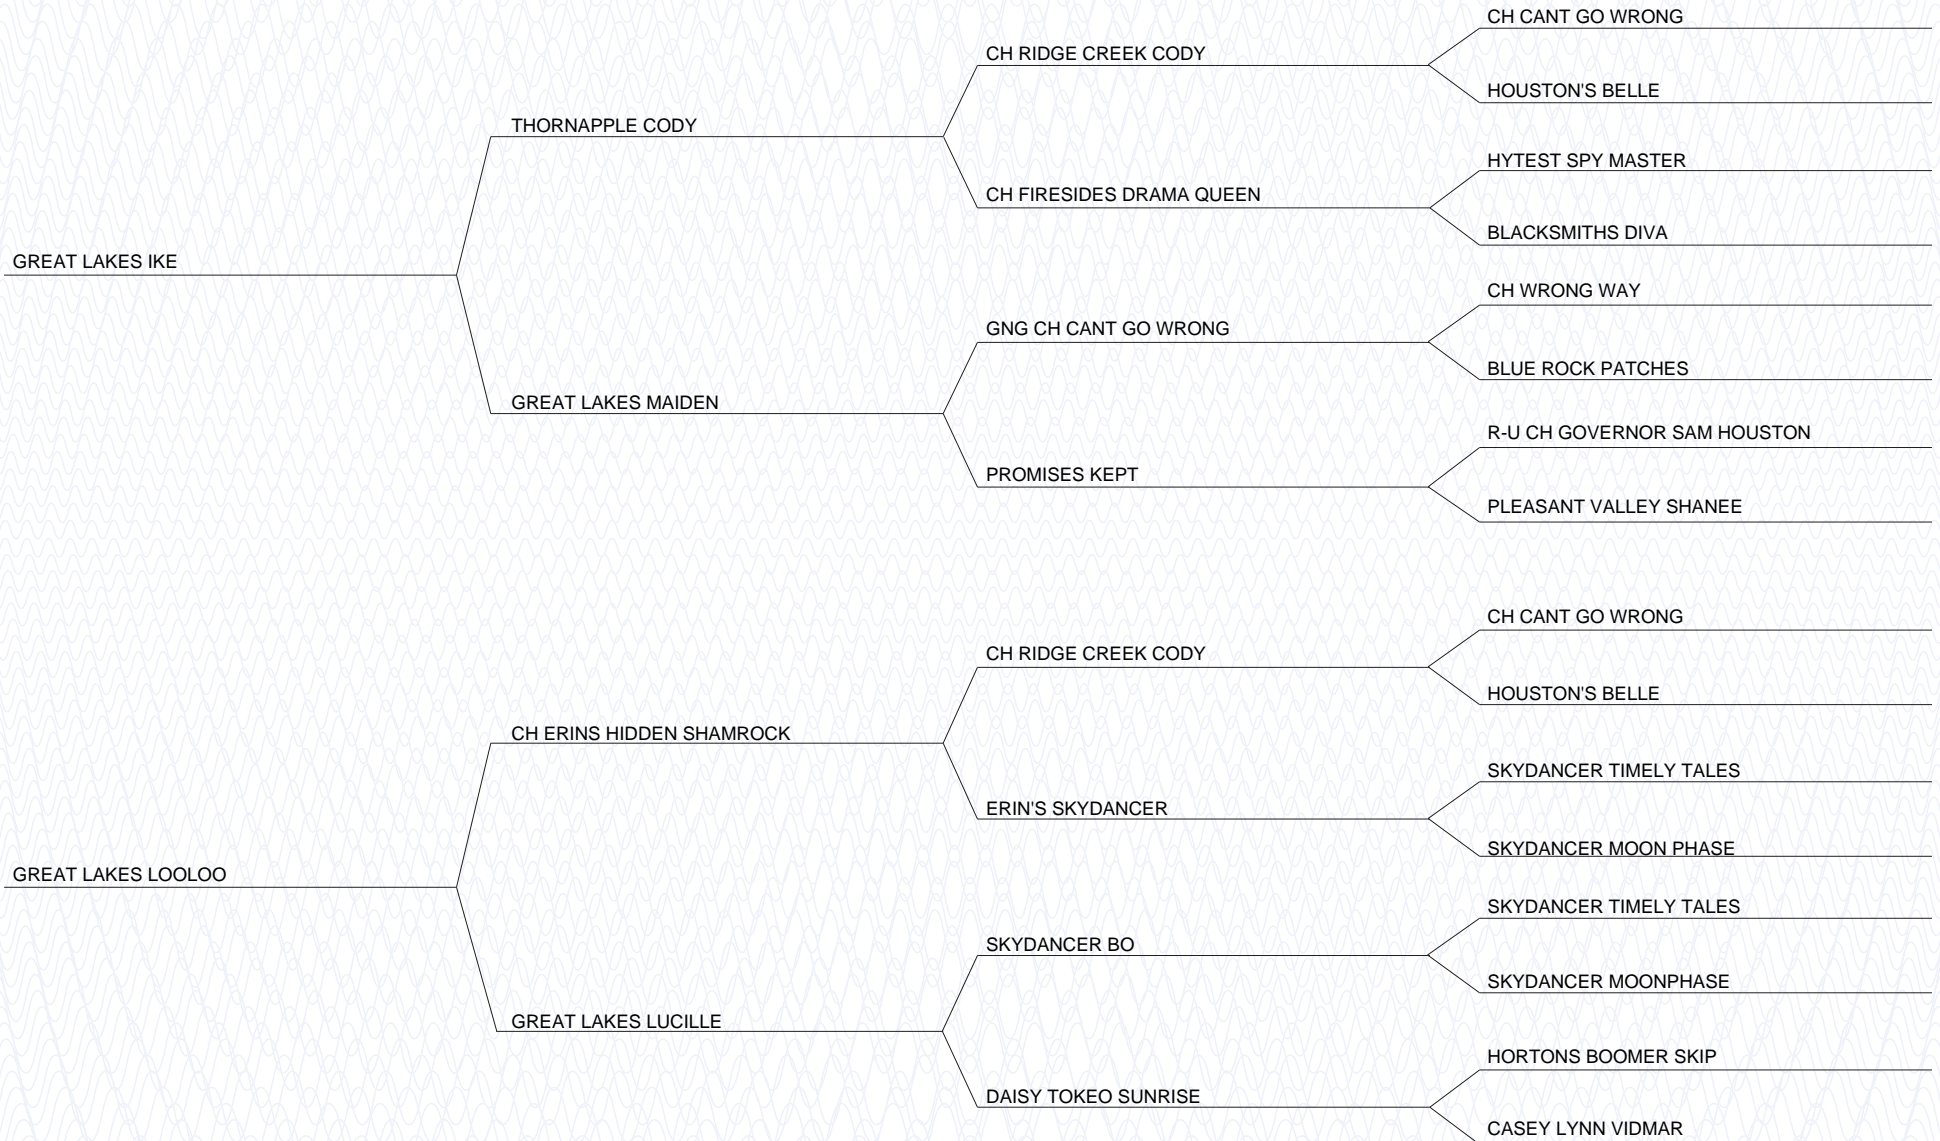 CH CANT GO WRONG
CH RIDGE CREEK CODY
HOUSTON'S BELLE
THORNAPPLE CODY
HYTEST SPY MASTER
CH FIRESIDES DRAMA QUEEN
BLACKSMITHS DIVA
GREAT LAKES IKE
CH WRONG WAY
GNG CH CANT GO WRONG
BLUE ROCK PATCHES
GREAT LAKES MAIDEN
R-U CH GOVERNOR SAM HOUSTON
PROMISES KEPT
PLEASANT VALLEY SHANEE
CH CANT GO WRONG
CH RIDGE CREEK CODY
HOUSTON'S BELLE
CH ERINS HIDDEN SHAMROCK
SKYDANCER TIMELY TALES
ERIN'S SKYDANCER
SKYDANCER MOON PHASE
GREAT LAKES LOOLOO
SKYDANCER TIMELY TALES
SKYDANCER BO
SKYDANCER MOONPHASE
GREAT LAKES LUCILLE
HORTONS BOOMER SKIP
DAISY TOKEO SUNRISE
CASEY LYNN VIDMAR